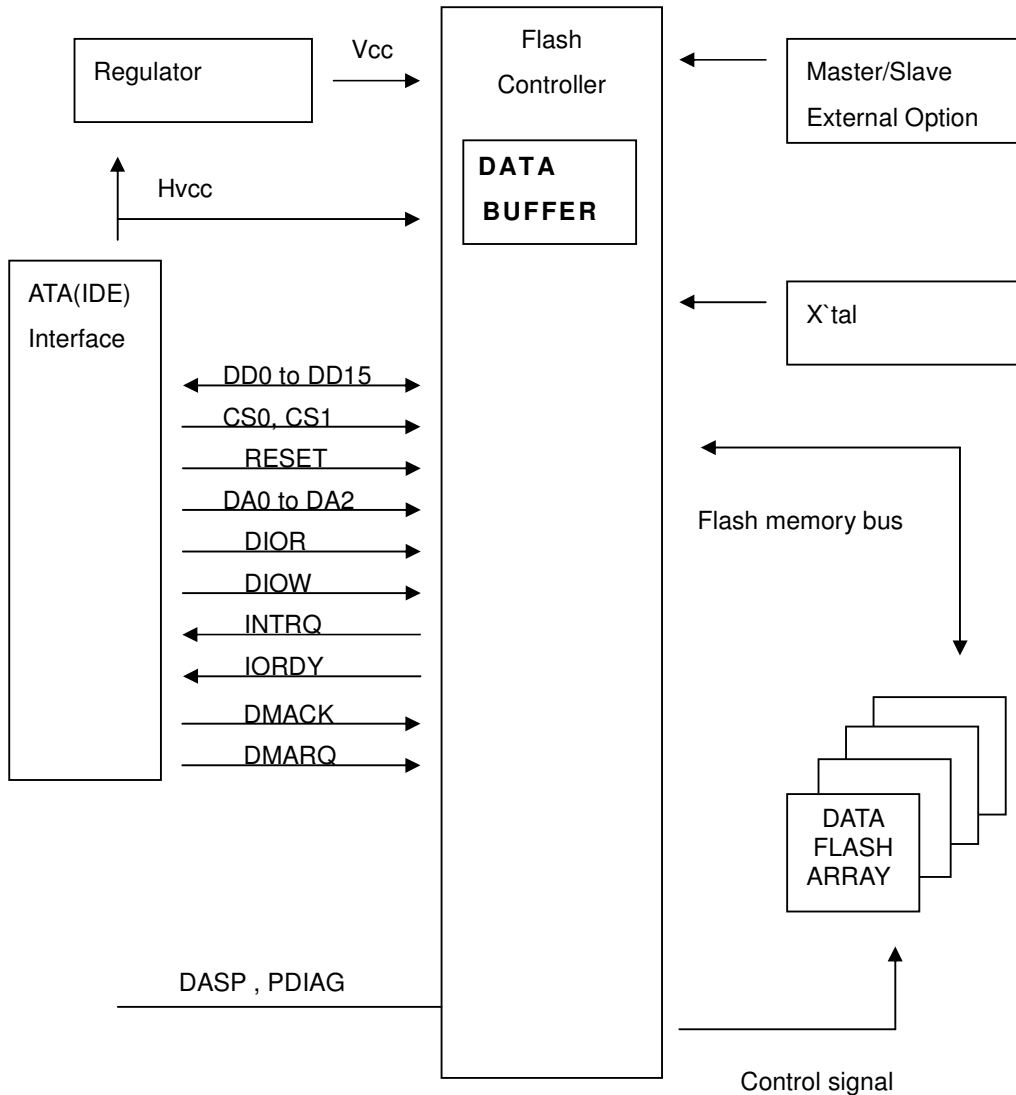 Regulator
Vcc
Flash
Controller
Master/Slave
External Option
DATA
BUFFER
Hvcc
ATA(IDE)
Interface
X`tal
DD0 to DD15
CS0, CS1
RESET
DA0 to DA2
DIOR
DIOW
INTRQ
IORDY
DMACK
DMARQ
Flash memory bus
DATA
FLASH
ARRAY
DASP , PDIAG
Control signal